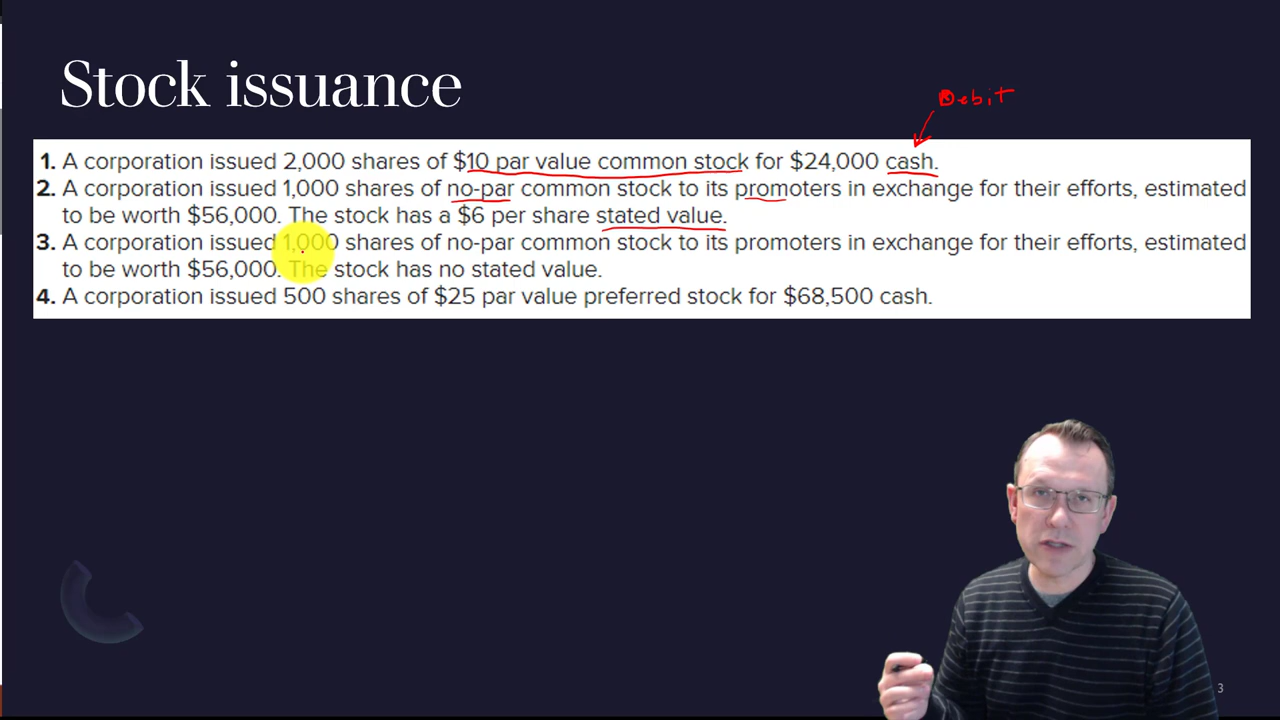 Stock issuance
Debit
1. A corporation issued 2,000 shares of $10 par value common stock for $24,000 cash.
2. A corporation issued 1,000 shares of no-par common stock to its promoters in exchange for their efforts, estimated
to be worth $56,000. The stock has a $6 per share stated value.
3. A corporation issued 1,000 shares of no-par common stock to its promoters in exchange for their efforts, estimated
to be worth $56,000. The stock has no stated value.
4. A corporation issued 500 shares of $25 par value preferred stock for $68,500 cash.
3